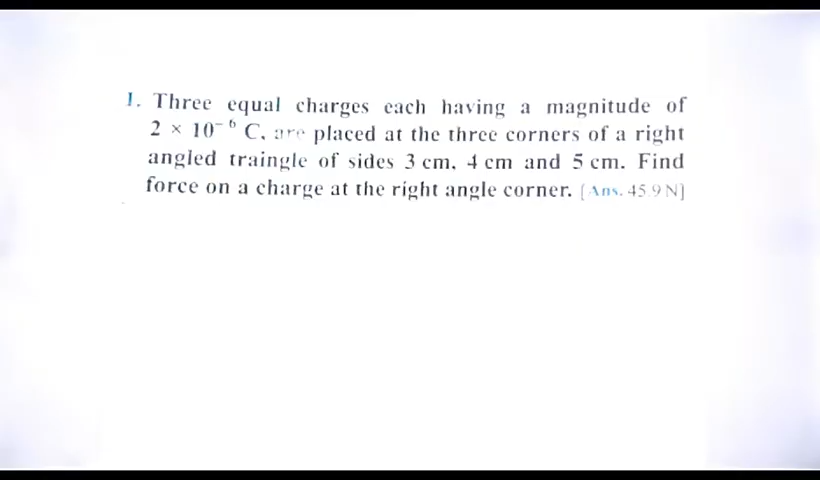 1. Three equal charges each having a magnitude of
2 × 10⁻⁶ C, are placed at the three corners of a right
angled traingle of sides 3 cm, 4 cm and 5 cm. Find
force on a charge at the right angle corner. [Ans. 45.9 N]